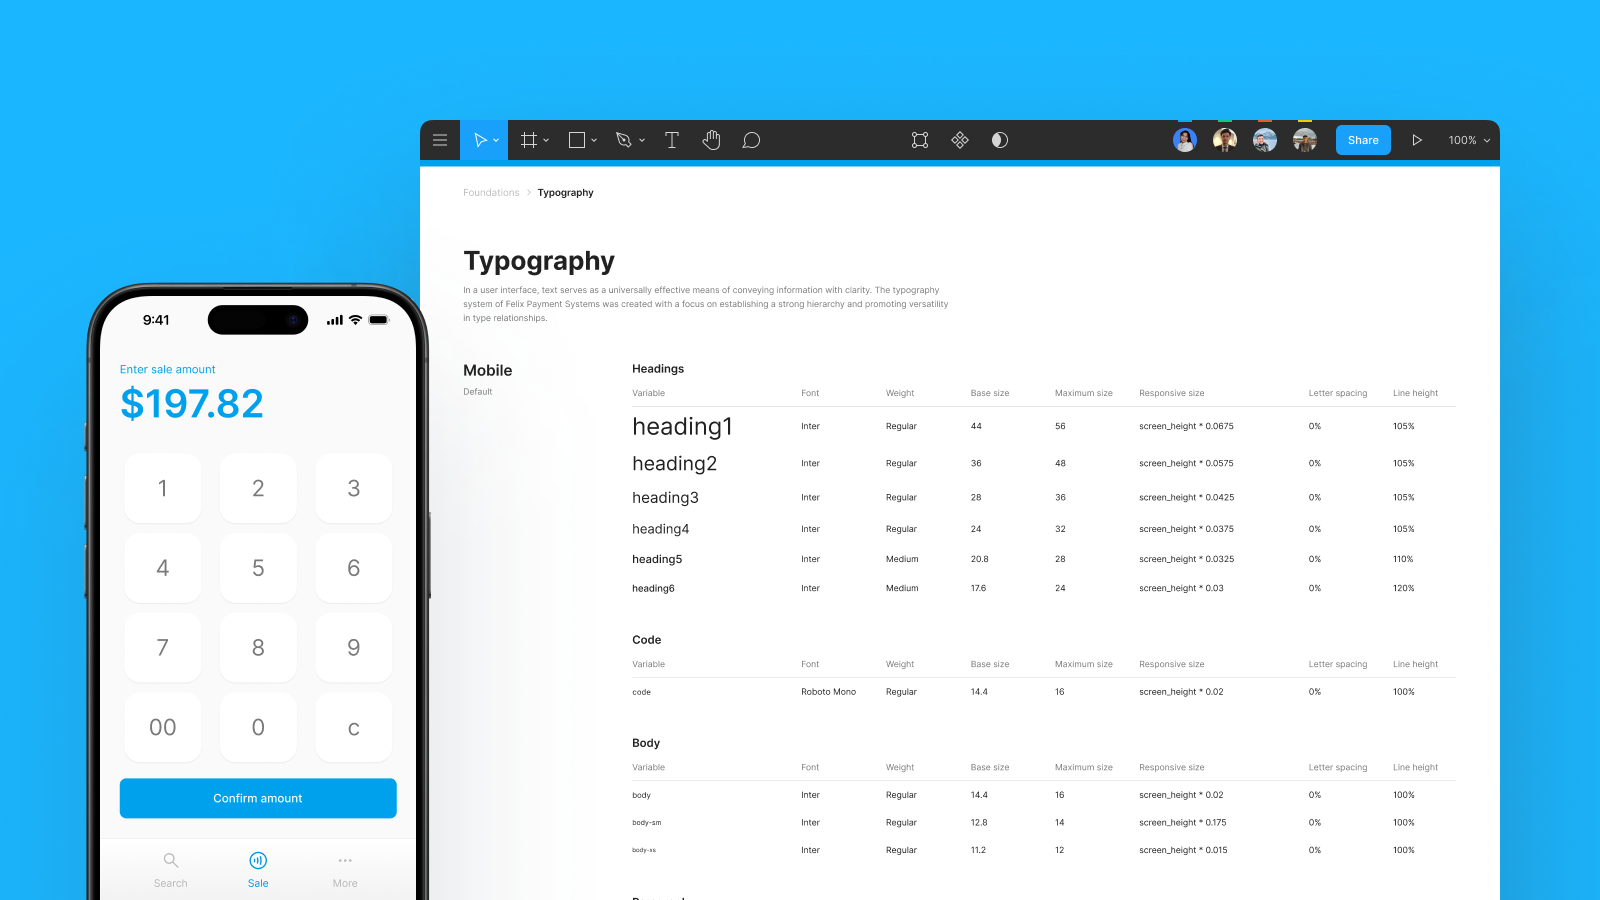 Share
100%
Foundations > Typography
Typography
In a user interface, text serves as a universally effective means of conveying information with clarity. The typography
system of Felix Payment Systems was created with a focus on establishing a strong hierarchy and promoting versatility
in type relationships.
Mobile
Default
Headings
Variable Font Weight Base size Maximum size Responsive size Letter spacing Line height
heading1 Inter Regular 44 56 screen_height * 0.0675 0% 105%
heading2 Inter Regular 36 48 screen_height * 0.0575 0% 105%
heading3 Inter Regular 28 36 screen_height * 0.0425 0% 105%
heading4 Inter Regular 24 32 screen_height * 0.0375 0% 105%
heading5 Inter Medium 20.8 28 screen_height * 0.0325 0% 110%
heading6 Inter Medium 17.6 24 screen_height * 0.03 0% 120%
Code
Variable Font Weight Base size Maximum size Responsive size Letter spacing Line height
code Roboto Mono Regular 14.4 16 screen_height * 0.02 0% 100%
Body
Variable Font Weight Base size Maximum size Responsive size Letter spacing Line height
body Inter Regular 14.4 16 screen_height * 0.02 0% 100%
body-sm Inter Regular 12.8 14 screen_height * 0.175 0% 100%
body-xs Inter Regular 11.2 12 screen_height * 0.015 0% 100%
9:41
Enter sale amount
$197.82
1 2 3
4 5 6
7 8 9
00 0 c
Confirm amount
Search Sale More